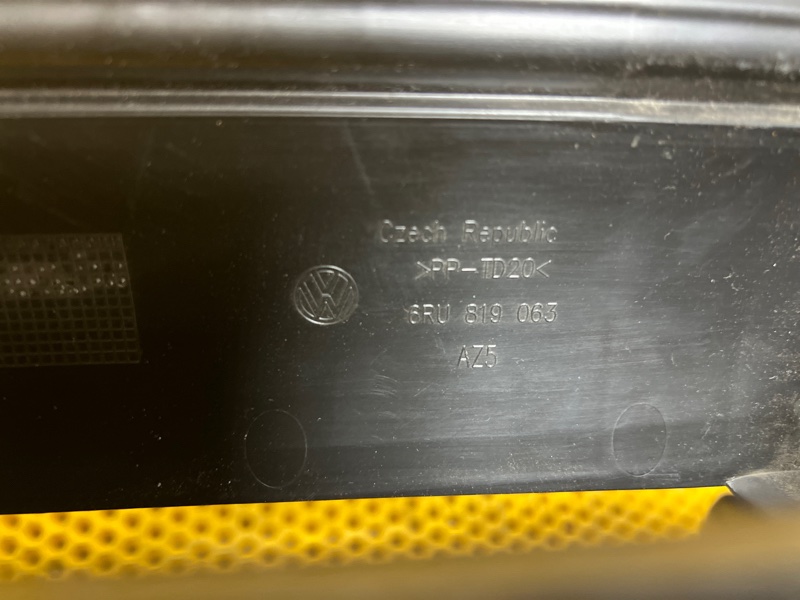 Czech Republic
>PP-TD20<
6RU 819 063
AZ5